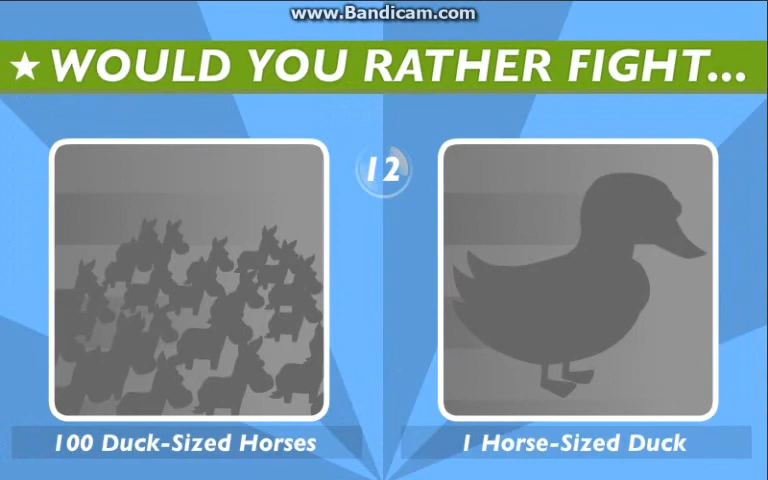 www.Bandicam.com
WOULD YOU RATHER FIGHT...
12
100 Duck-Sized Horses
1 Horse-Sized Duck